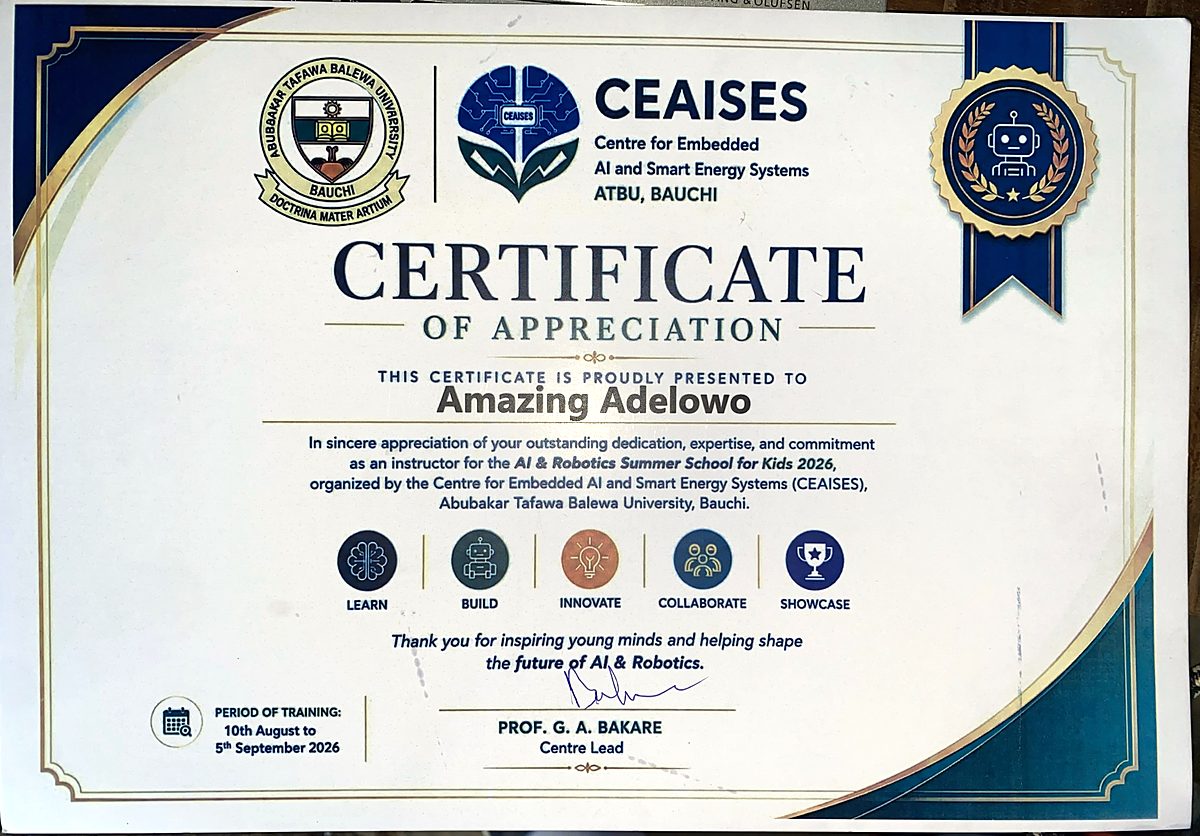 & OLUFSEN
ABUBBAKAR TAFAWA BALEWA UNIVERSITY
BAUCHI
DOCTRINA MATER ARTIUM
CEAISES
CEAISES
Centre for Embedded
AI and Smart Energy Systems
ATBU, BAUCHI
CERTIFICATE
OF APPRECIATION
THIS CERTIFICATE IS PROUDLY PRESENTED TO
Amazing Adelowo
In sincere appreciation of your outstanding dedication, expertise, and commitment
as an instructor for the AI & Robotics Summer School for Kids 2026,
organized by the Centre for Embedded AI and Smart Energy Systems (CEAISES),
Abubakar Tafawa Balewa University, Bauchi.
LEARN
BUILD
INNOVATE
COLLABORATE
SHOWCASE
Thank you for inspiring young minds and helping shape
the future of AI & Robotics.
PERIOD OF TRAINING:
10th August to
5th September 2026
PROF. G. A. BAKARE
Centre Lead